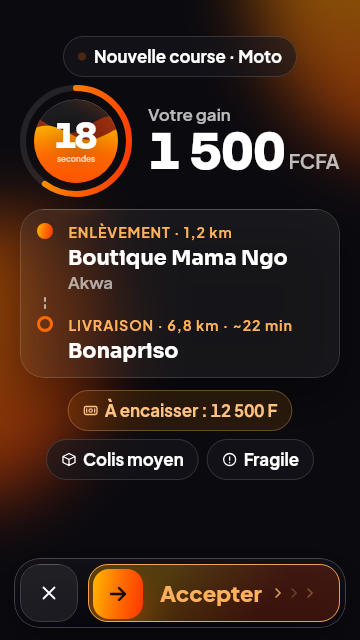 Nouvelle course · Moto
18
secondes
Votre gain
1 500 FCFA
ENLÈVEMENT · 1,2 km
Boutique Mama Ngo
Akwa
LIVRAISON · 6,8 km · ~22 min
Bonapriso
À encaisser : 12 500 F
Colis moyen
Fragile
Accepter